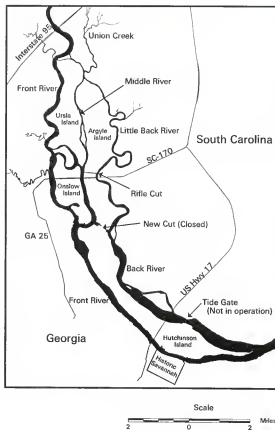 Interstate 95
Union Creek
Front River
Middle River
Ursla
Island
Argyle
Island
Little Back River
South Carolina
SC-170
Onslow
Island
Rifle Cut
New Cut (Closed)
GA 25
Back River
US Hwy 17
Front River
Tide Gate
(Not in operation)
Georgia
Hutchinson
Island
Historic
Savannah
Scale
2 0 2 Miles